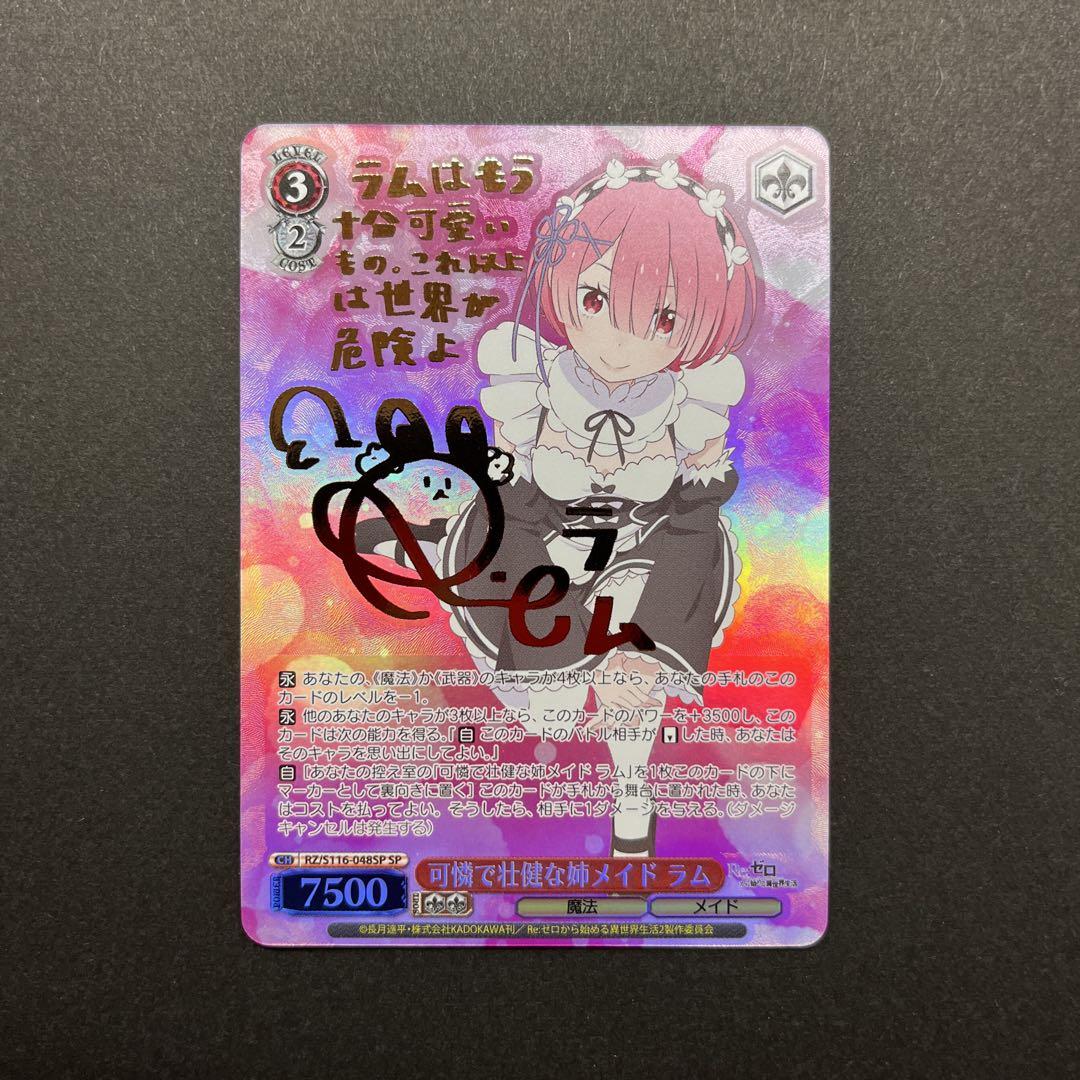 LEVEL
3
2
COST
ラムはもう
十分可愛い
もの。これ以上
は世界が
危険よ
ラム
永 あなたの、《魔法》か《武器》のキャラが4枚以上なら、あなたの手札のこの
カードのレベルを－1。
永 他のあなたのキャラが3枚以上なら、このカードのパワーを＋3500し、この
カードは次の能力を得る。「自 このカードのバトル相手が した時、あなたは
そのキャラを思い出にしてよい。」
自 ［あなたの控え室の「可憐で壮健な姉メイド ラム」を1枚このカードの下に
マーカーとして裏向きに置く］ このカードが手札から舞台に置かれた時、あなた
はコストを払ってよい。そうしたら、相手に1ダメージを与える。（ダメージ
キャンセルは発生する）
CH RZ/S116-048SP SP
POWER 7500
SOUL
可憐で壮健な姉メイド ラム
Re:ゼロ
から始める異世界生活
魔法
メイド
©長月達平・株式会社KADOKAWA刊／Re:ゼロから始める異世界生活2製作委員会